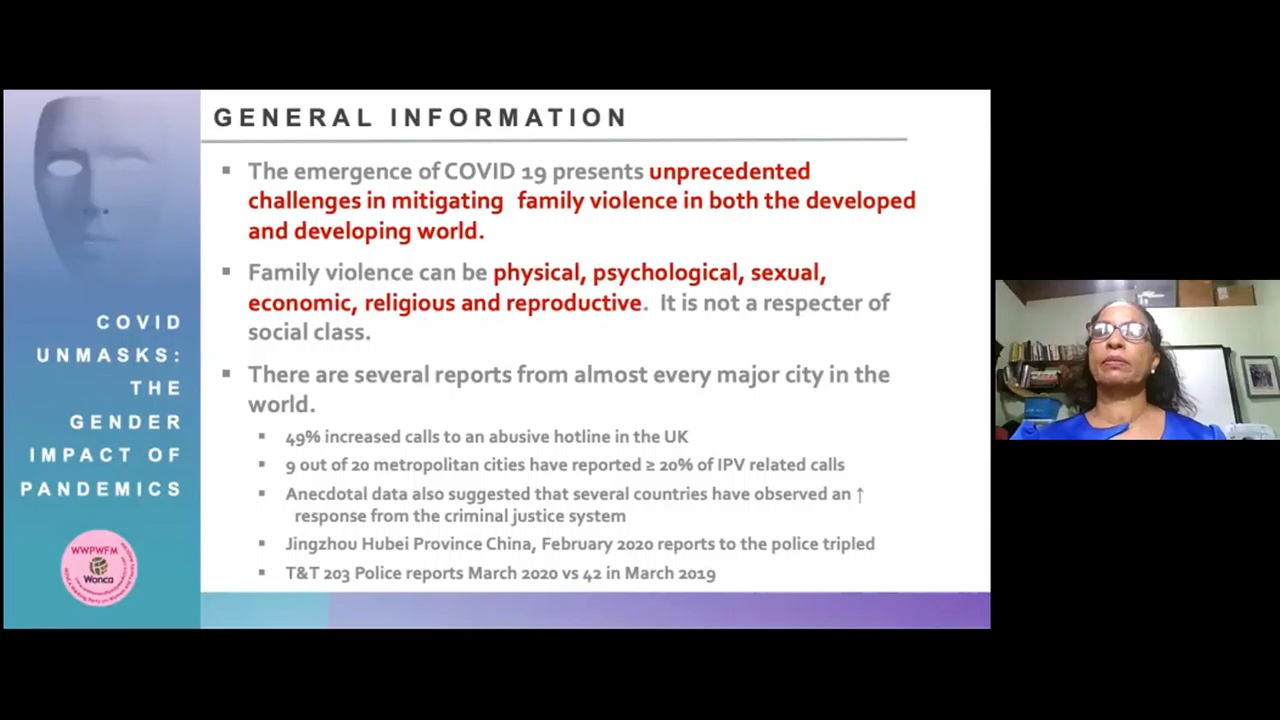 GENERAL INFORMATION
▪ The emergence of COVID 19 presents unprecedented
challenges in mitigating family violence in both the developed
and developing world.
▪ Family violence can be physical, psychological, sexual,
economic, religious and reproductive. It is not a respecter of
social class.
▪ There are several reports from almost every major city in the
world.
▪ 49% increased calls to an abusive hotline in the UK
▪ 9 out of 20 metropolitan cities have reported ≥ 20% of IPV related calls
▪ Anecdotal data also suggested that several countries have observed an ↑
response from the criminal justice system
▪ Jingzhou Hubei Province China, February 2020 reports to the police tripled
▪ T&T 203 Police reports March 2020 vs 42 in March 2019
COVID
UNMASKS:
THE
GENDER
IMPACT OF
PANDEMICS
WWPWFM
Wonca